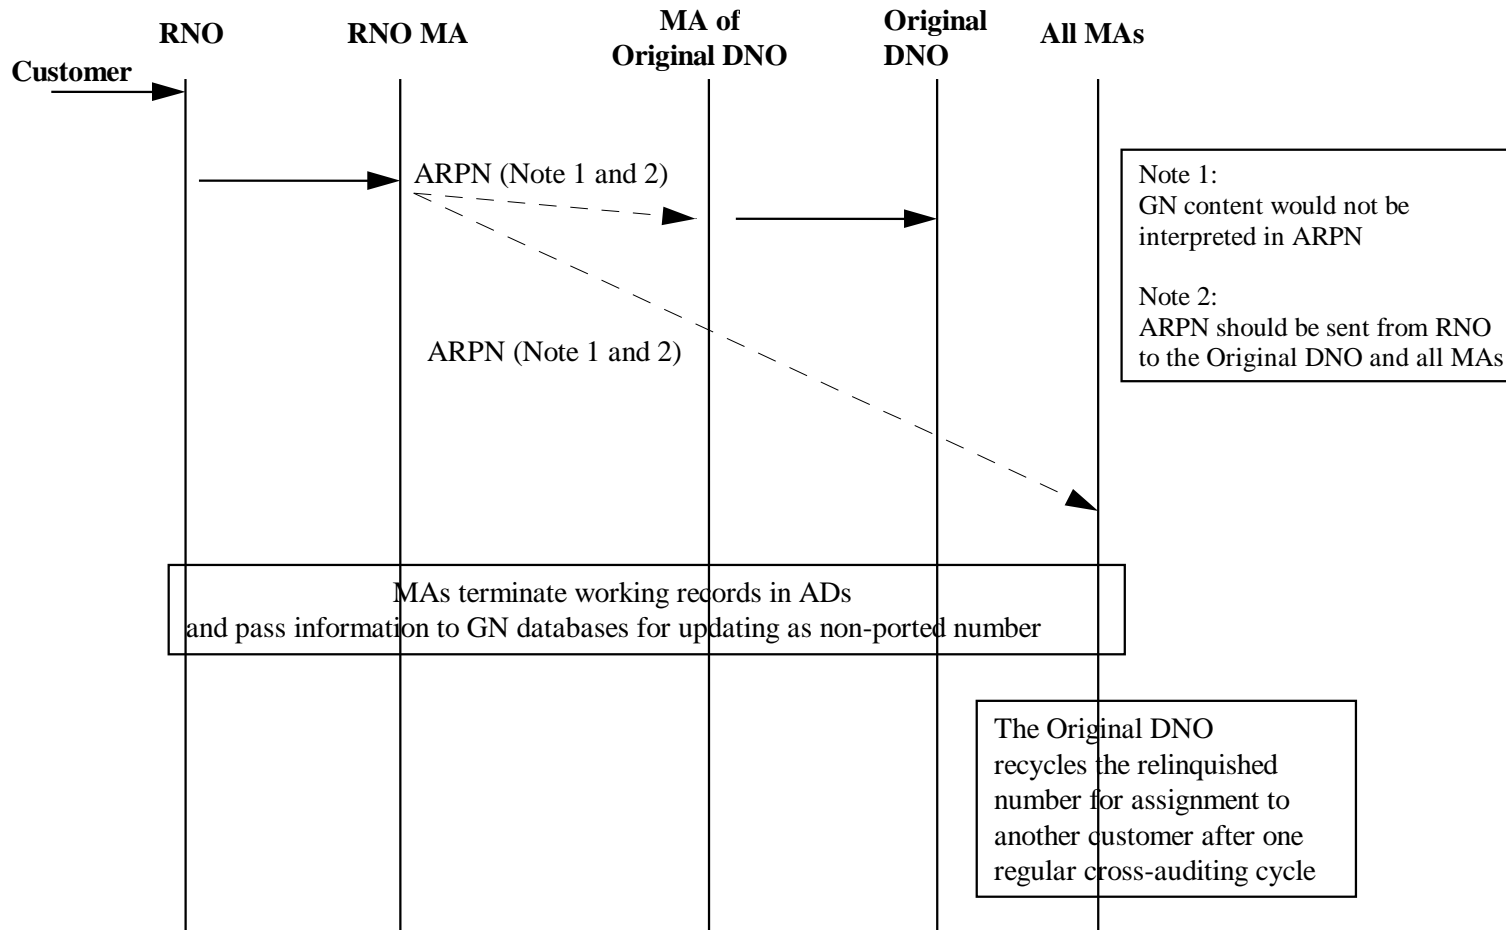 RNO
RNO MA
MA of
Original DNO
Original
DNO
All MAs
Customer
ARPN (Note 1 and 2)
ARPN (Note 1 and 2)
Note 1:
GN content would not be
interpreted in ARPN
Note 2:
ARPN should be sent from RNO
to the Original DNO and all MAs
MAs terminate working records in ADs
and pass information to GN databases for updating as non-ported number
The Original DNO
recycles the relinquished
number for assignment to
another customer after one
regular cross-auditing cycle